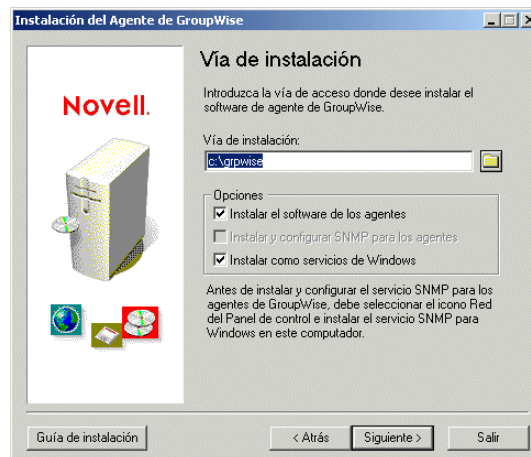 Instalación del Agente de GroupWise
Novell.
Vía de instalación
Introduzca la vía de acceso donde desee instalar el
software de agente de GroupWise.
Vía de instalación:
c:\grpwise
Opciones
Instalar el software de los agentes
Instalar y configurar SNMP para los agentes
Instalar como servicios de Windows
Antes de instalar y configurar el servicio SNMP para los
agentes de GroupWise, debe seleccionar el icono Red
del Panel de control e instalar el servicio SNMP para
Windows en este computador.
Guía de instalación
< Atrás
Siguiente >
Salir